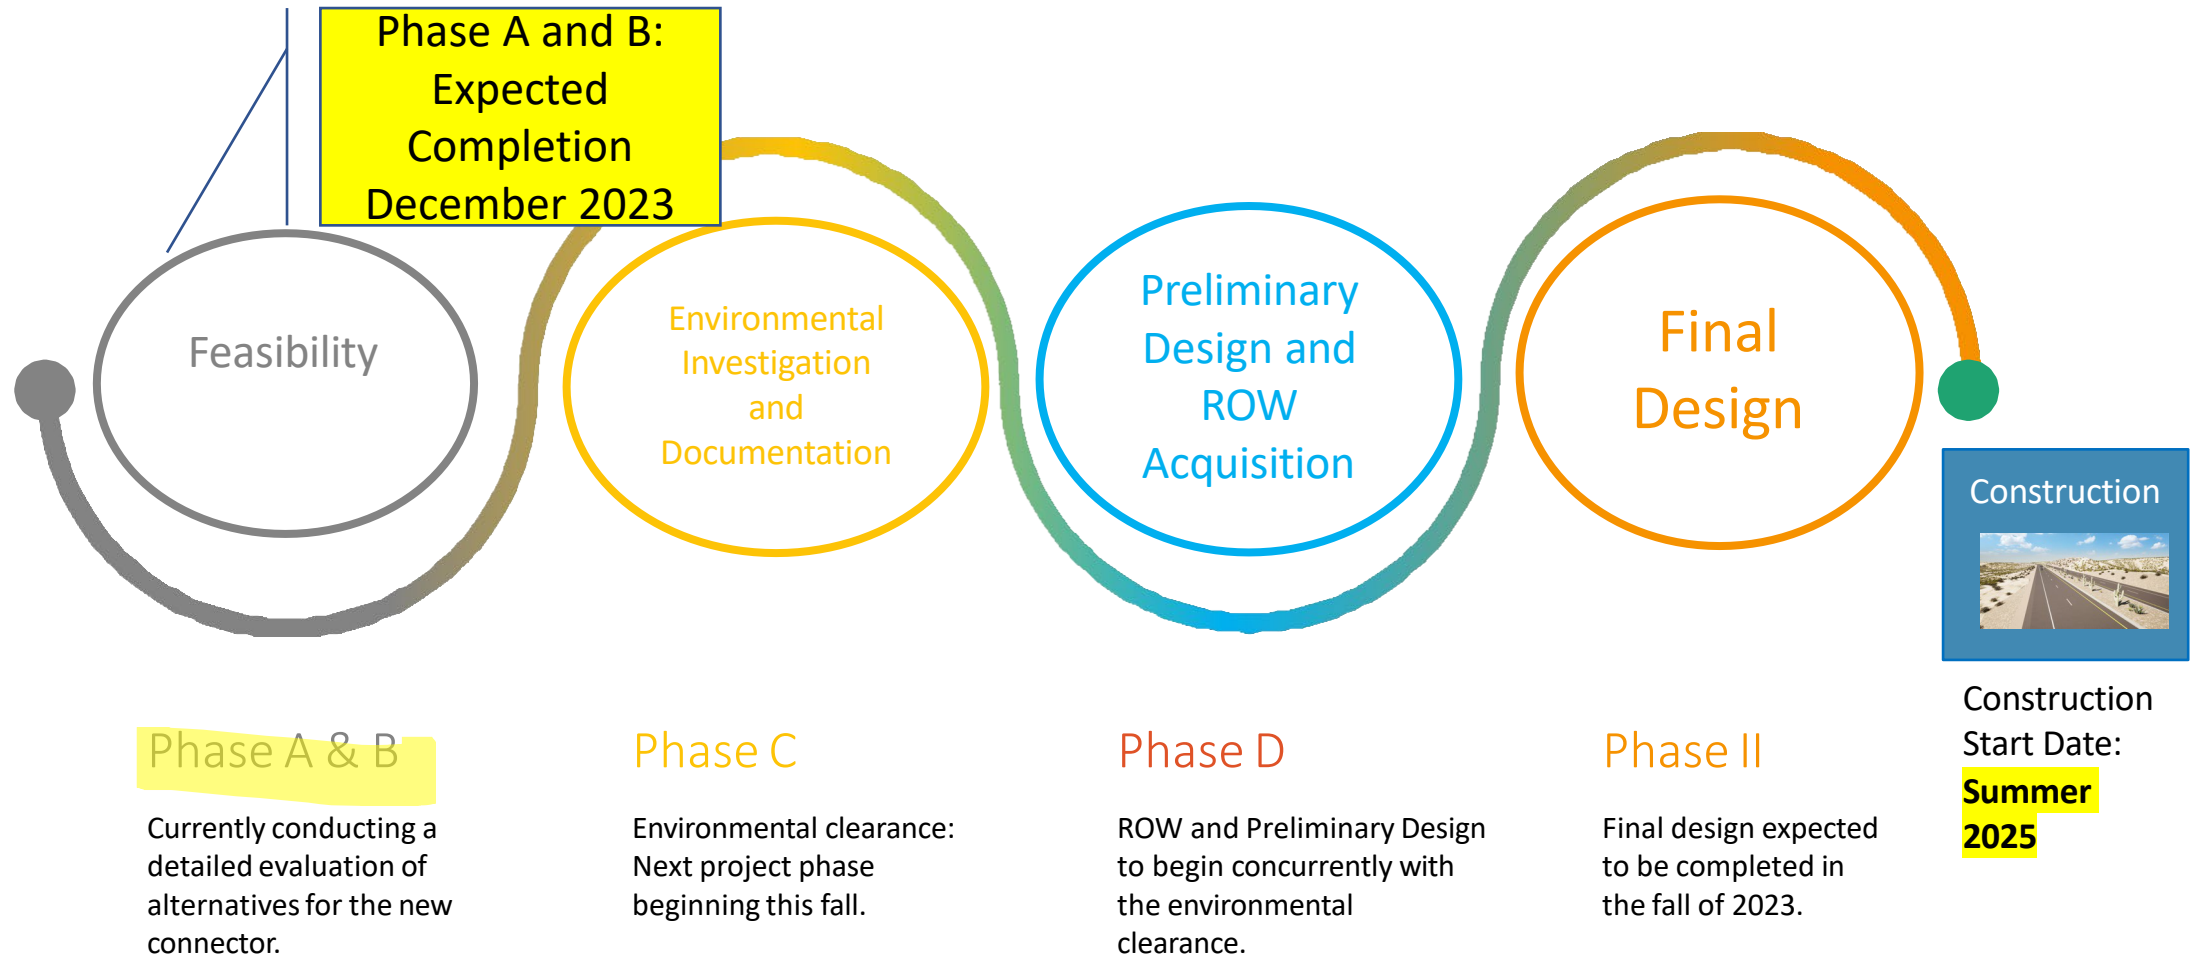 Phase A and B:
Expected
Completion
December 2023
Feasibility
Environmental
Investigation
and
Documentation
Preliminary
Design and
ROW
Acquisition
Final
Design
Construction
Phase A & B
Currently conducting a
detailed evaluation of
alternatives for the new
connector.
Phase C
Environmental clearance:
Next project phase
beginning this fall.
Phase D
ROW and Preliminary Design
to begin concurrently with
the environmental
clearance.
Phase II
Final design expected
to be completed in
the fall of 2023.
Construction
Start Date:
Summer
2025